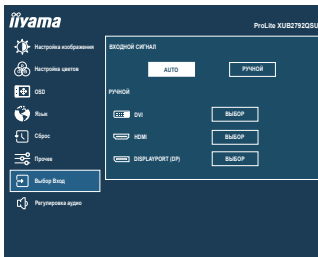 iiyama
ProLite XUB2792QSU
Настройка изображения
Настройка цветов
OSD
Язык
Сброс
Прочее
Выбор Вход
Регулировка аудио
ВХОДНОЙ СИГНАЛ
AUTO РУЧНОЙ
РУЧНОЙ
DVI ВЫБОР
HDMI ВЫБОР
DISPLAYPORT (DP) ВЫБОР